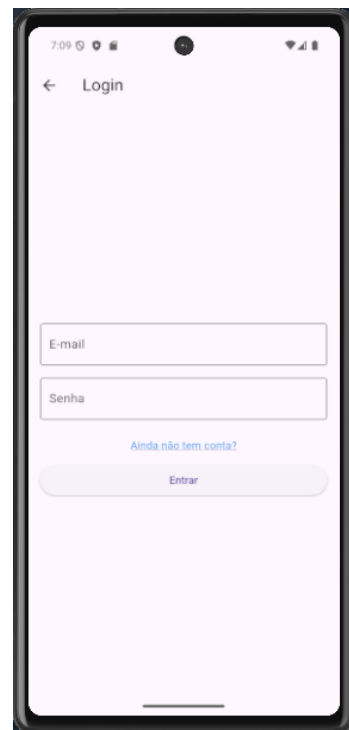 7:09
Login
E-mail
Senha
Ainda não tem conta?
Entrar